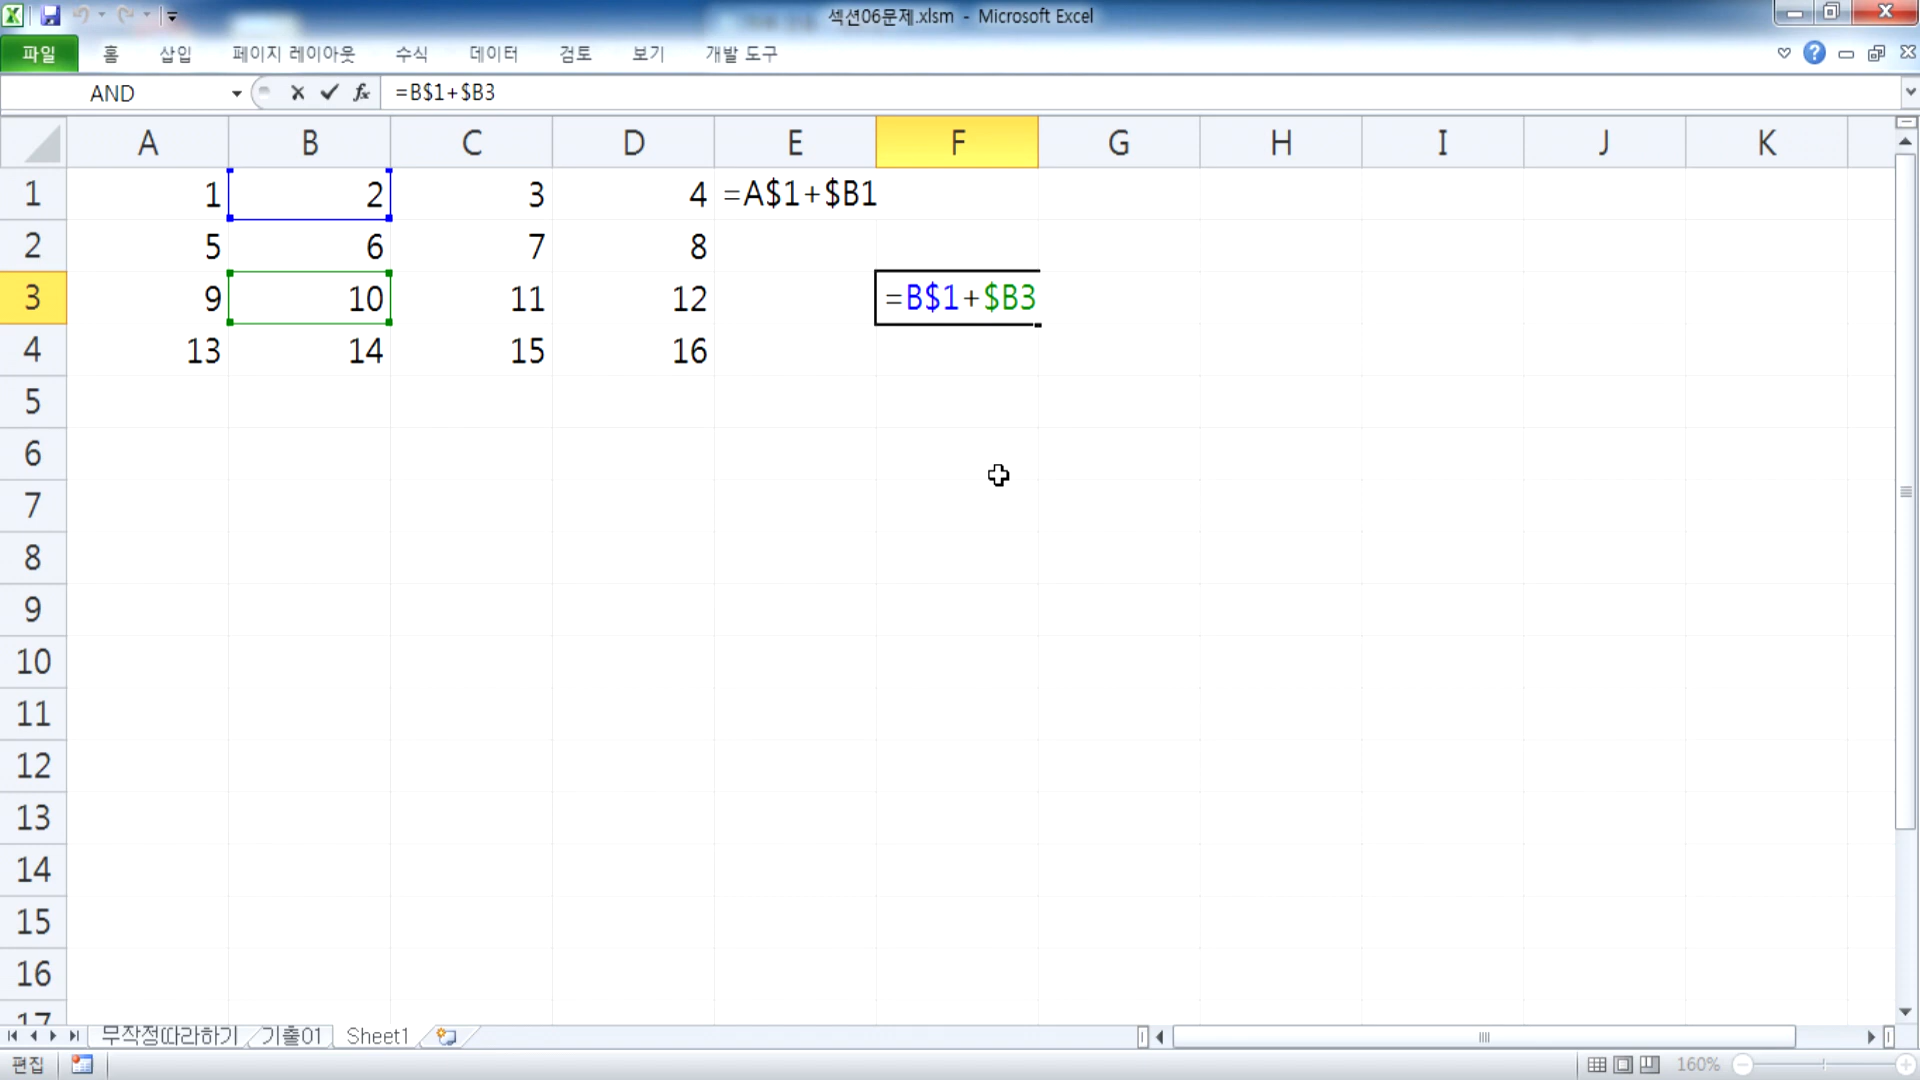 섹션06문제.xlsm - Microsoft Excel
파일 홈 삽입 페이지 레이아웃 수식 데이터 검토 보기 개발 도구
AND fx =B$1+$B3
A B C D E F G H I J K
1 1 2 3 4 =A$1+$B1
2 5 6 7 8
3 9 10 11 12 =B$1+$B3
4 13 14 15 16
5
6
7
8
9
10
11
12
13
14
15
16
17
무작정따라하기 기출01 Sheet1
편집 160%